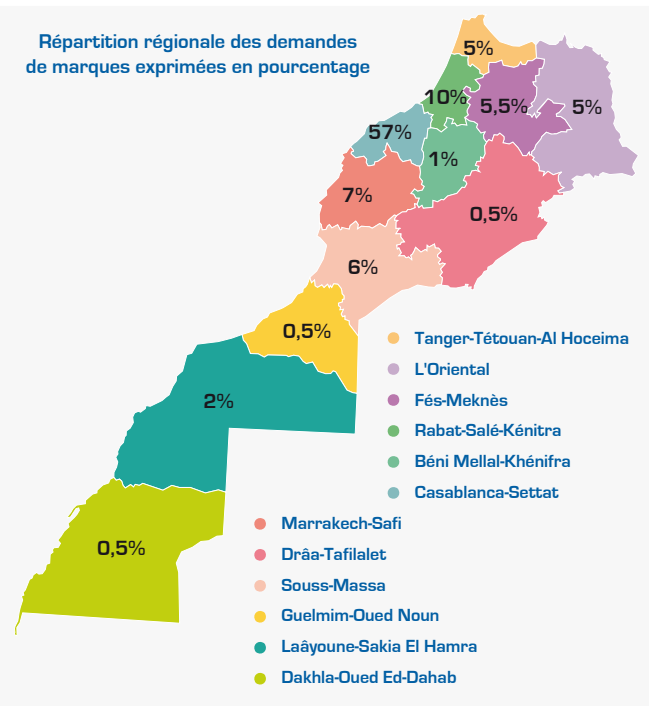 Répartition régionale des demandes
de marques exprimées en pourcentage
5%
10%
5,5%
5%
57%
1%
7%
0,5%
6%
0,5%
2%
0,5%
Tanger-Tétouan-Al Hoceima
L'Oriental
Fés-Meknès
Rabat-Salé-Kénitra
Béni Mellal-Khénifra
Casablanca-Settat
Marrakech-Safi
Drâa-Tafilalet
Souss-Massa
Guelmim-Oued Noun
Laâyoune-Sakia El Hamra
Dakhla-Oued Ed-Dahab